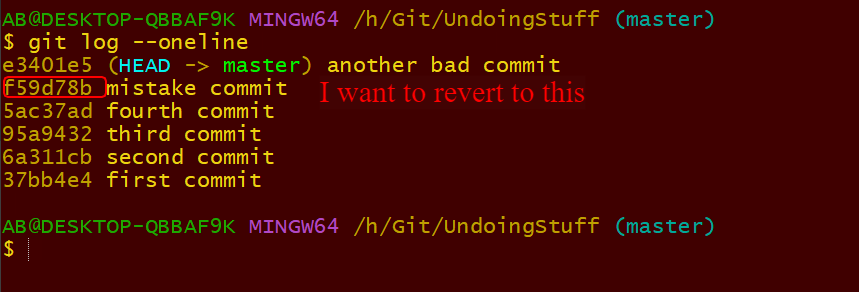 AB@DESKTOP-QBBAF9K MINGW64 /h/Git/UndoingStuff (master)
$ git log --oneline
e3401e5 (HEAD -> master) another bad commit
f59d78b mistake commit I want to revert to this
5ac37ad fourth commit
95a9432 third commit
6a311cb second commit
37bb4e4 first commit
AB@DESKTOP-QBBAF9K MINGW64 /h/Git/UndoingStuff (master)
$